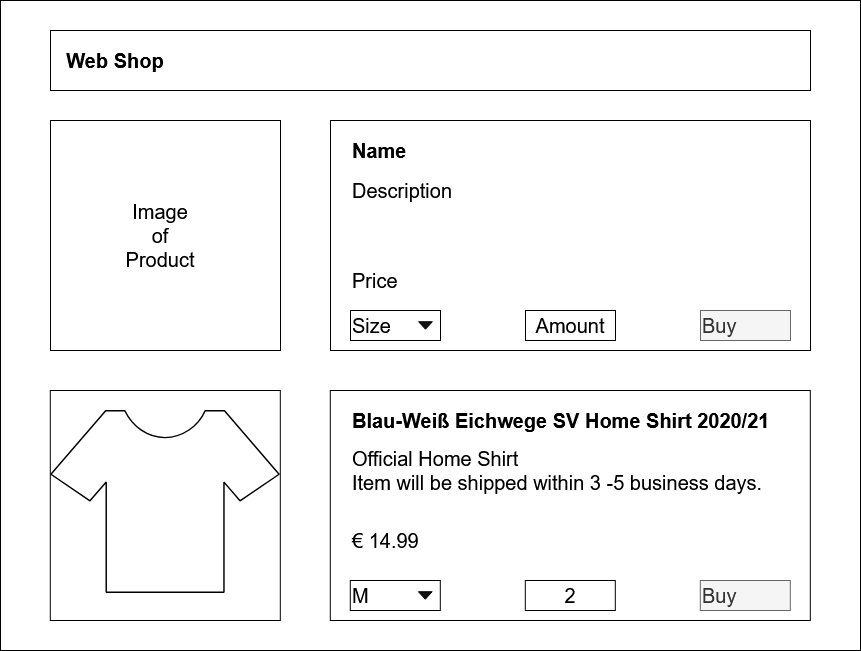 Web Shop
Image
of
Product
Name
Description
Price
Size
Amount
Buy
Blau-Weiß Eichwege SV Home Shirt 2020/21
Official Home Shirt
Item will be shipped within 3 -5 business days.
€ 14.99
M
2
Buy